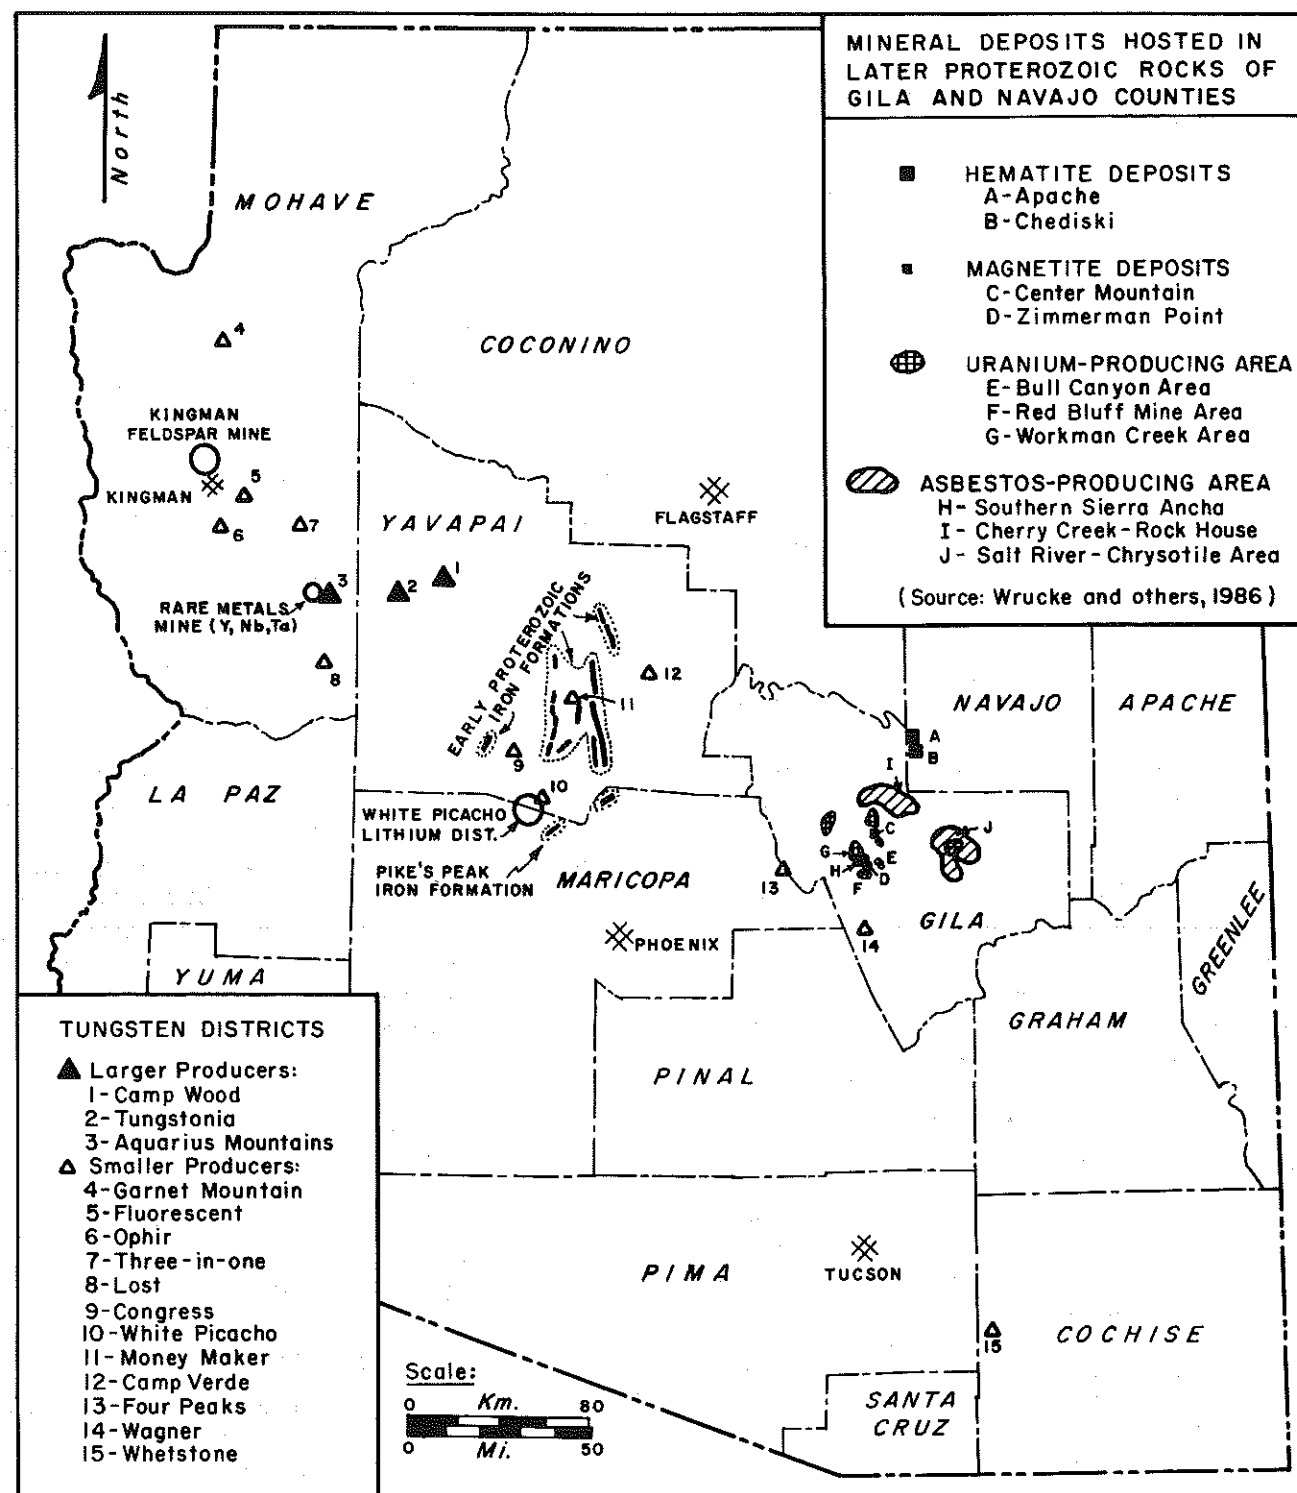 MINERAL DEPOSITS HOSTED IN
LATER PROTEROZOIC ROCKS OF
GILA AND NAVAJO COUNTIES
HEMATITE DEPOSITS
A-Apache
B-Chediski
MAGNETITE DEPOSITS
C-Center Mountain
D-Zimmerman Point
URANIUM-PRODUCING AREA
E-Bull Canyon Area
F-Red Bluff Mine Area
G-Workman Creek Area
ASBESTOS-PRODUCING AREA
H-Southern Sierra Ancha
I-Cherry Creek-Rock House
J-Salt River-Chrysotile Area
(Source: Wrucke and others, 1986)
North
MOHAVE
COCONINO
4
KINGMAN
FELDSPAR MINE
KINGMAN
5
6
7
YAVAPAI
FLAGSTAFF
3
2
1
RARE METALS
MINE (Y, Nb, Ta)
8
EARLY PROTEROZOIC
IRON FORMATIONS
12
11
9
NAVAJO
APACHE
A
B
I
LA PAZ
10
WHITE PICACHO
LITHIUM DIST.
PIKE'S PEAK
IRON FORMATION
MARICOPA
13
C
G
H
E
D
F
J
14
GILA
GREENLEE
PHOENIX
YUMA
GRAHAM
PINAL
PIMA
TUCSON
15
COCHISE
SANTA
CRUZ
TUNGSTEN DISTRICTS
Larger Producers:
1-Camp Wood
2-Tungstonia
3-Aquarius Mountains
Smaller Producers:
4-Garnet Mountain
5-Fluorescent
6-Ophir
7-Three-in-one
8-Lost
9-Congress
10-White Picacho
11-Money Maker
12-Camp Verde
13-Four Peaks
14-Wagner
15-Whetstone
Scale:
0 Km. 80
0 Mi. 50